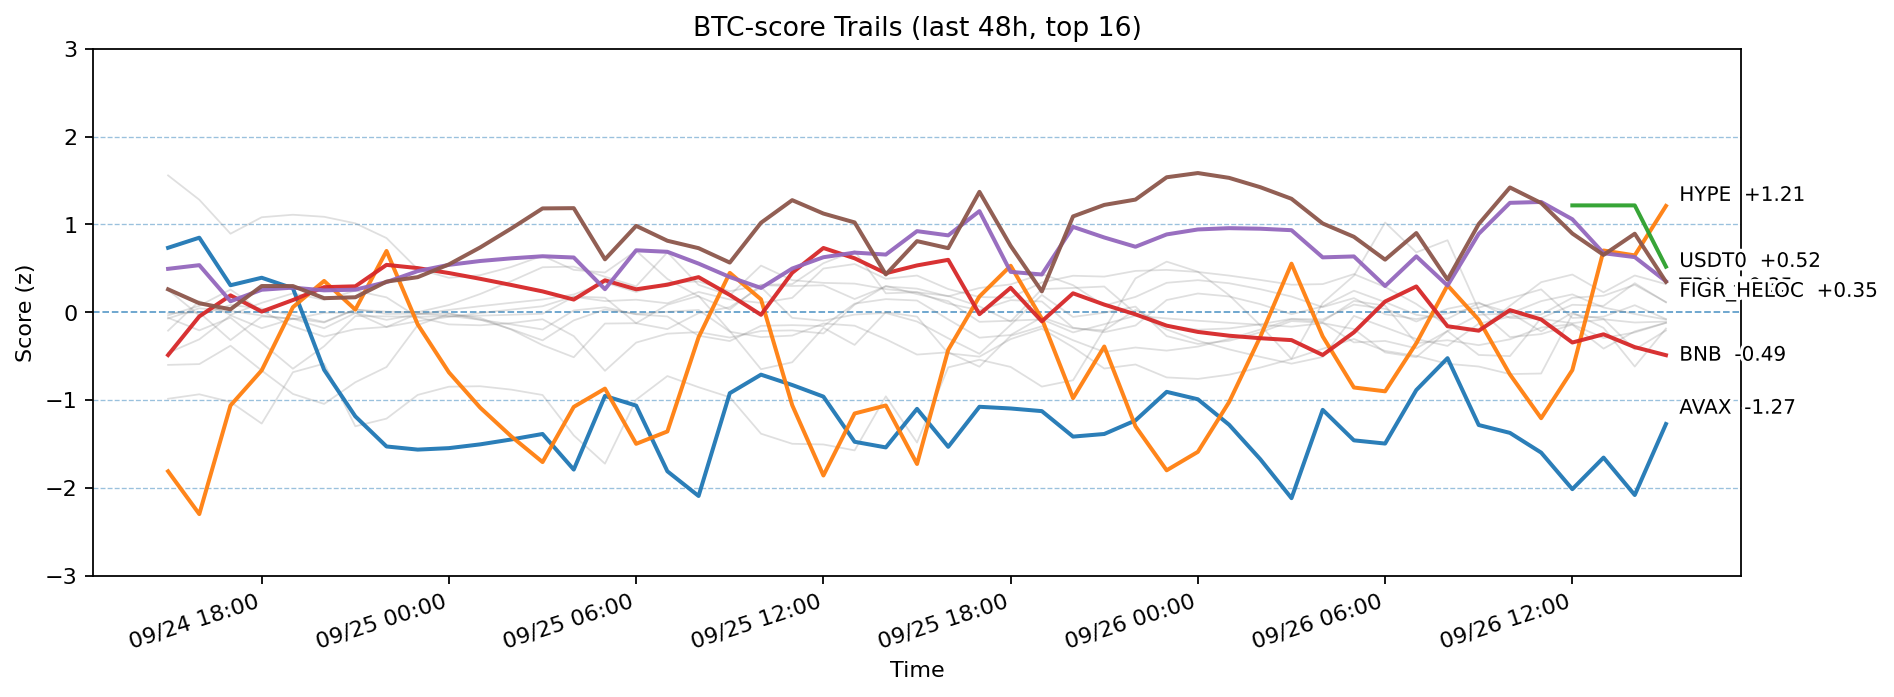 BTC-score Trails (last 48h, top 16)
3
2
1
0
−1
−2
−3
Score (z)
HYPE +1.21
USDT0 +0.52
FIGR_HELOC +0.35
BNB -0.49
AVAX -1.27
09/24 18:00
09/25 00:00
09/25 06:00
09/25 12:00
09/25 18:00
09/26 00:00
09/26 06:00
09/26 12:00
Time